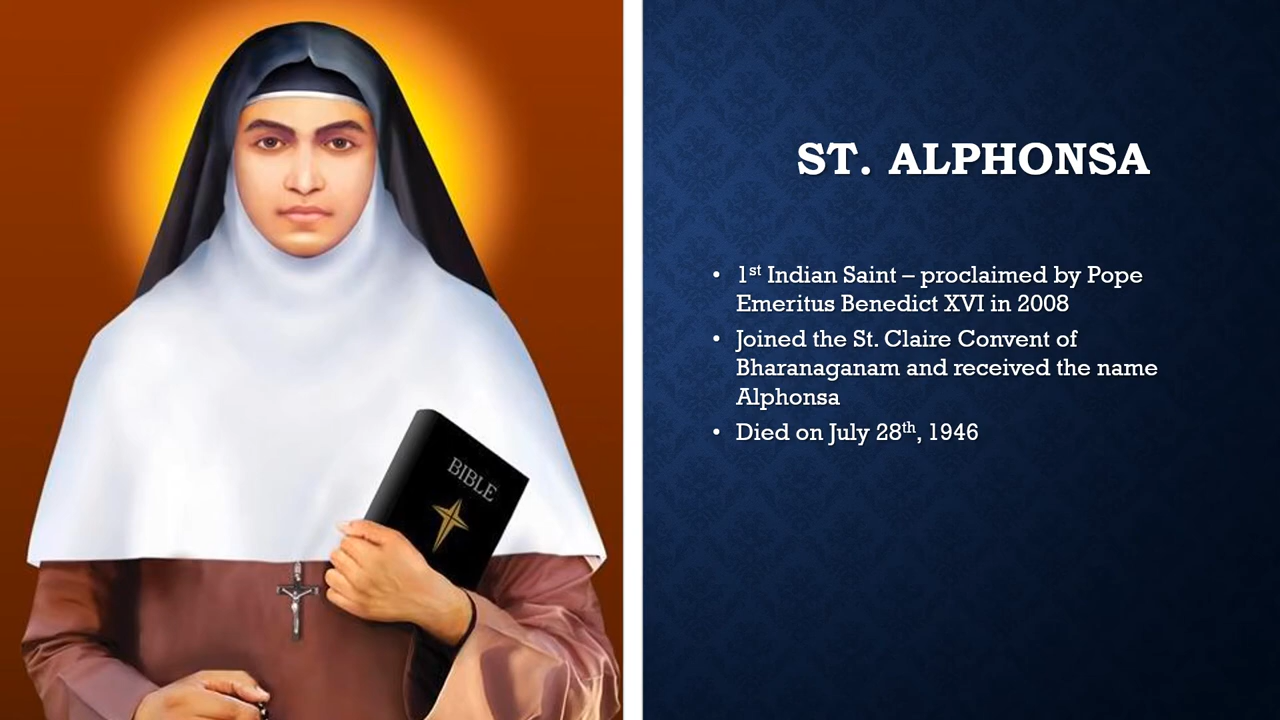 BIBLE
ST. ALPHONSA
• 1st Indian Saint – proclaimed by Pope
Emeritus Benedict XVI in 2008
• Joined the St. Claire Convent of
Bharanaganam and received the name
Alphonsa
• Died on July 28th, 1946